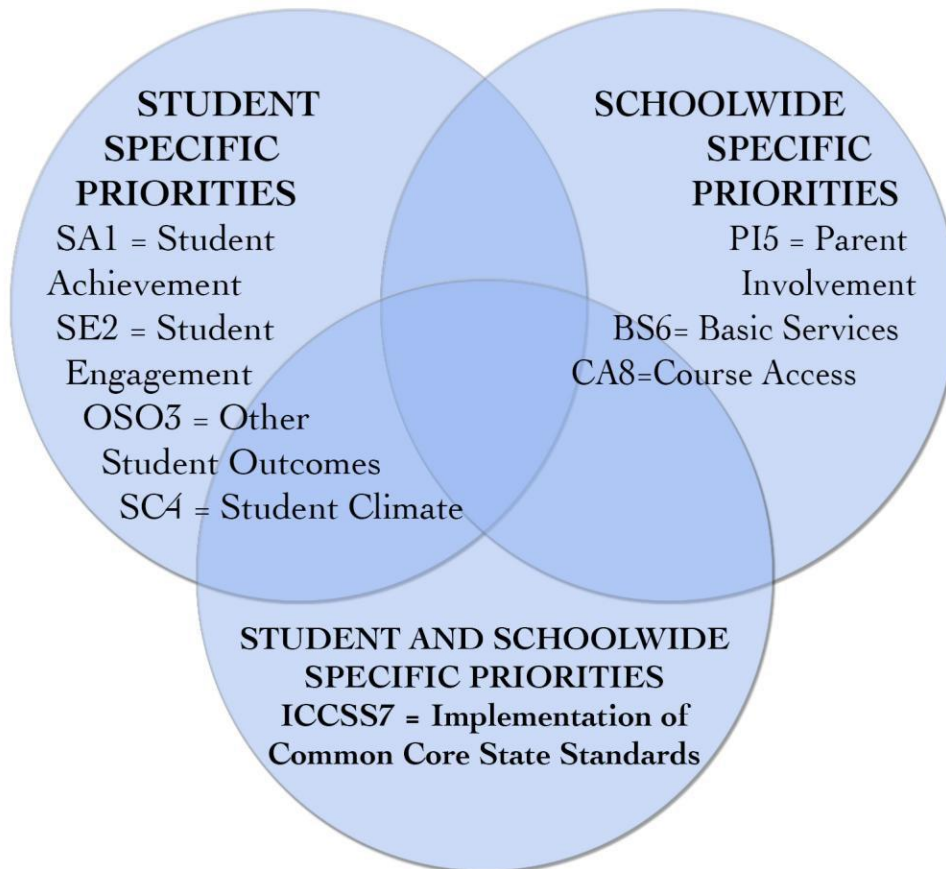 STUDENT
SPECIFIC
PRIORITIES
SA1 = Student
Achievement
SE2 = Student
Engagement
OSO3 = Other
Student Outcomes
SC4 = Student Climate
SCHOOLWIDE
SPECIFIC
PRIORITIES
PI5 = Parent
Involvement
BS6= Basic Services
CA8=Course Access
STUDENT AND SCHOOLWIDE
SPECIFIC PRIORITIES
ICCSS7 = Implementation of
Common Core State Standards